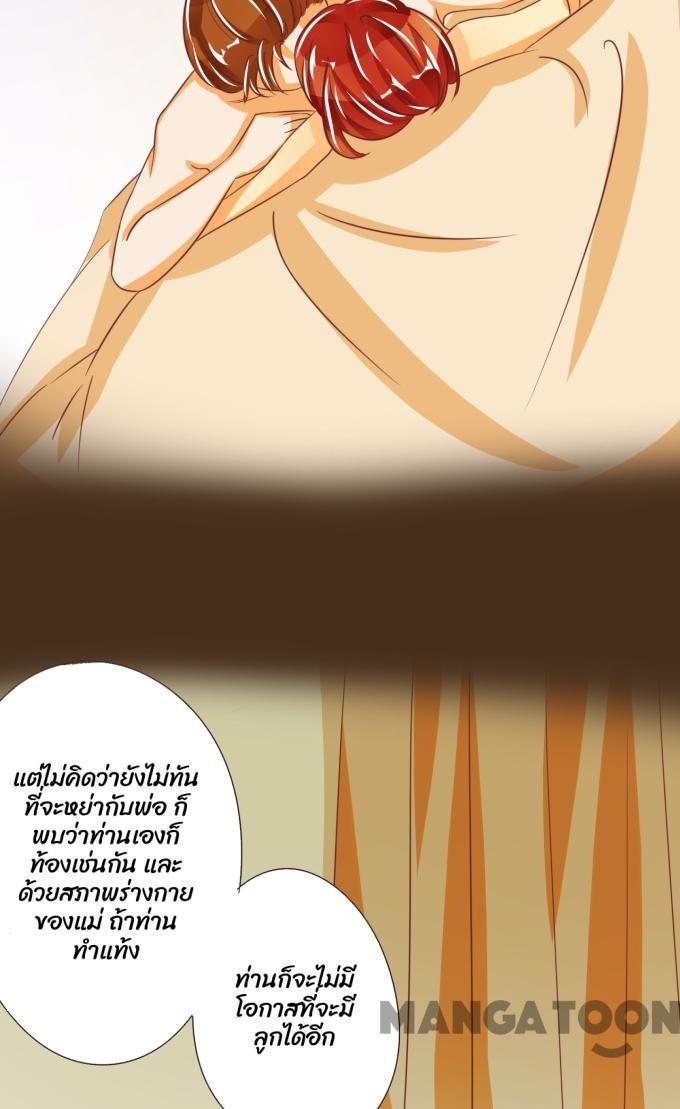 แต่ไม่คิดว่ายังไม่ทัน
ที่จะหย่ากับพ่อ ก็
พบว่าท่านเองก็
ท้องเช่นกัน และ
ด้วยสภาพร่างกาย
ของแม่ ถ้าท่าน
ทำแท้ง
ท่านก็จะไม่มี
โอกาสที่จะมี
ลูกได้อีก
MANGATOON